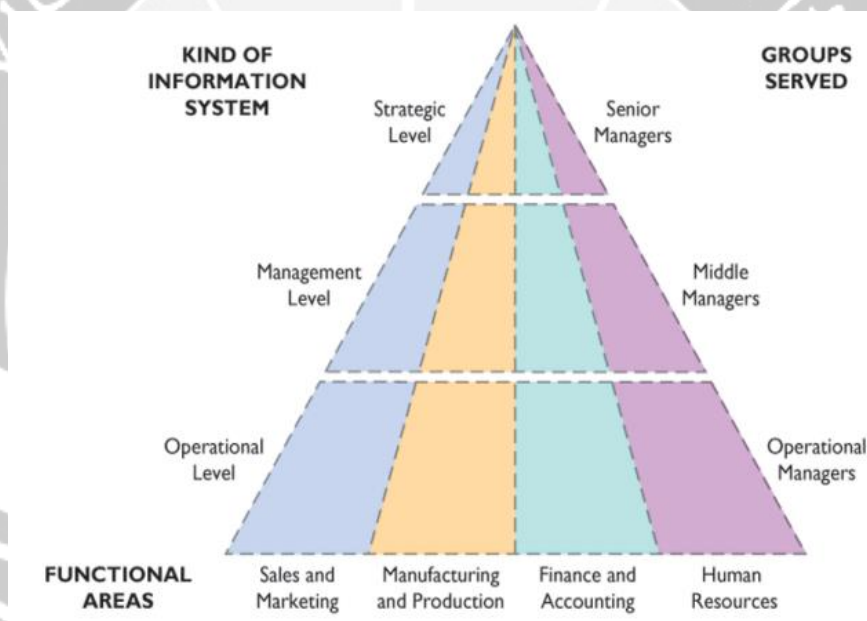 KIND OF
INFORMATION
SYSTEM
GROUPS
SERVED
Strategic
Level
Senior
Managers
Management
Level
Middle
Managers
Operational
Level
Operational
Managers
FUNCTIONAL
AREAS
Sales and
Marketing
Manufacturing
and Production
Finance and
Accounting
Human
Resources